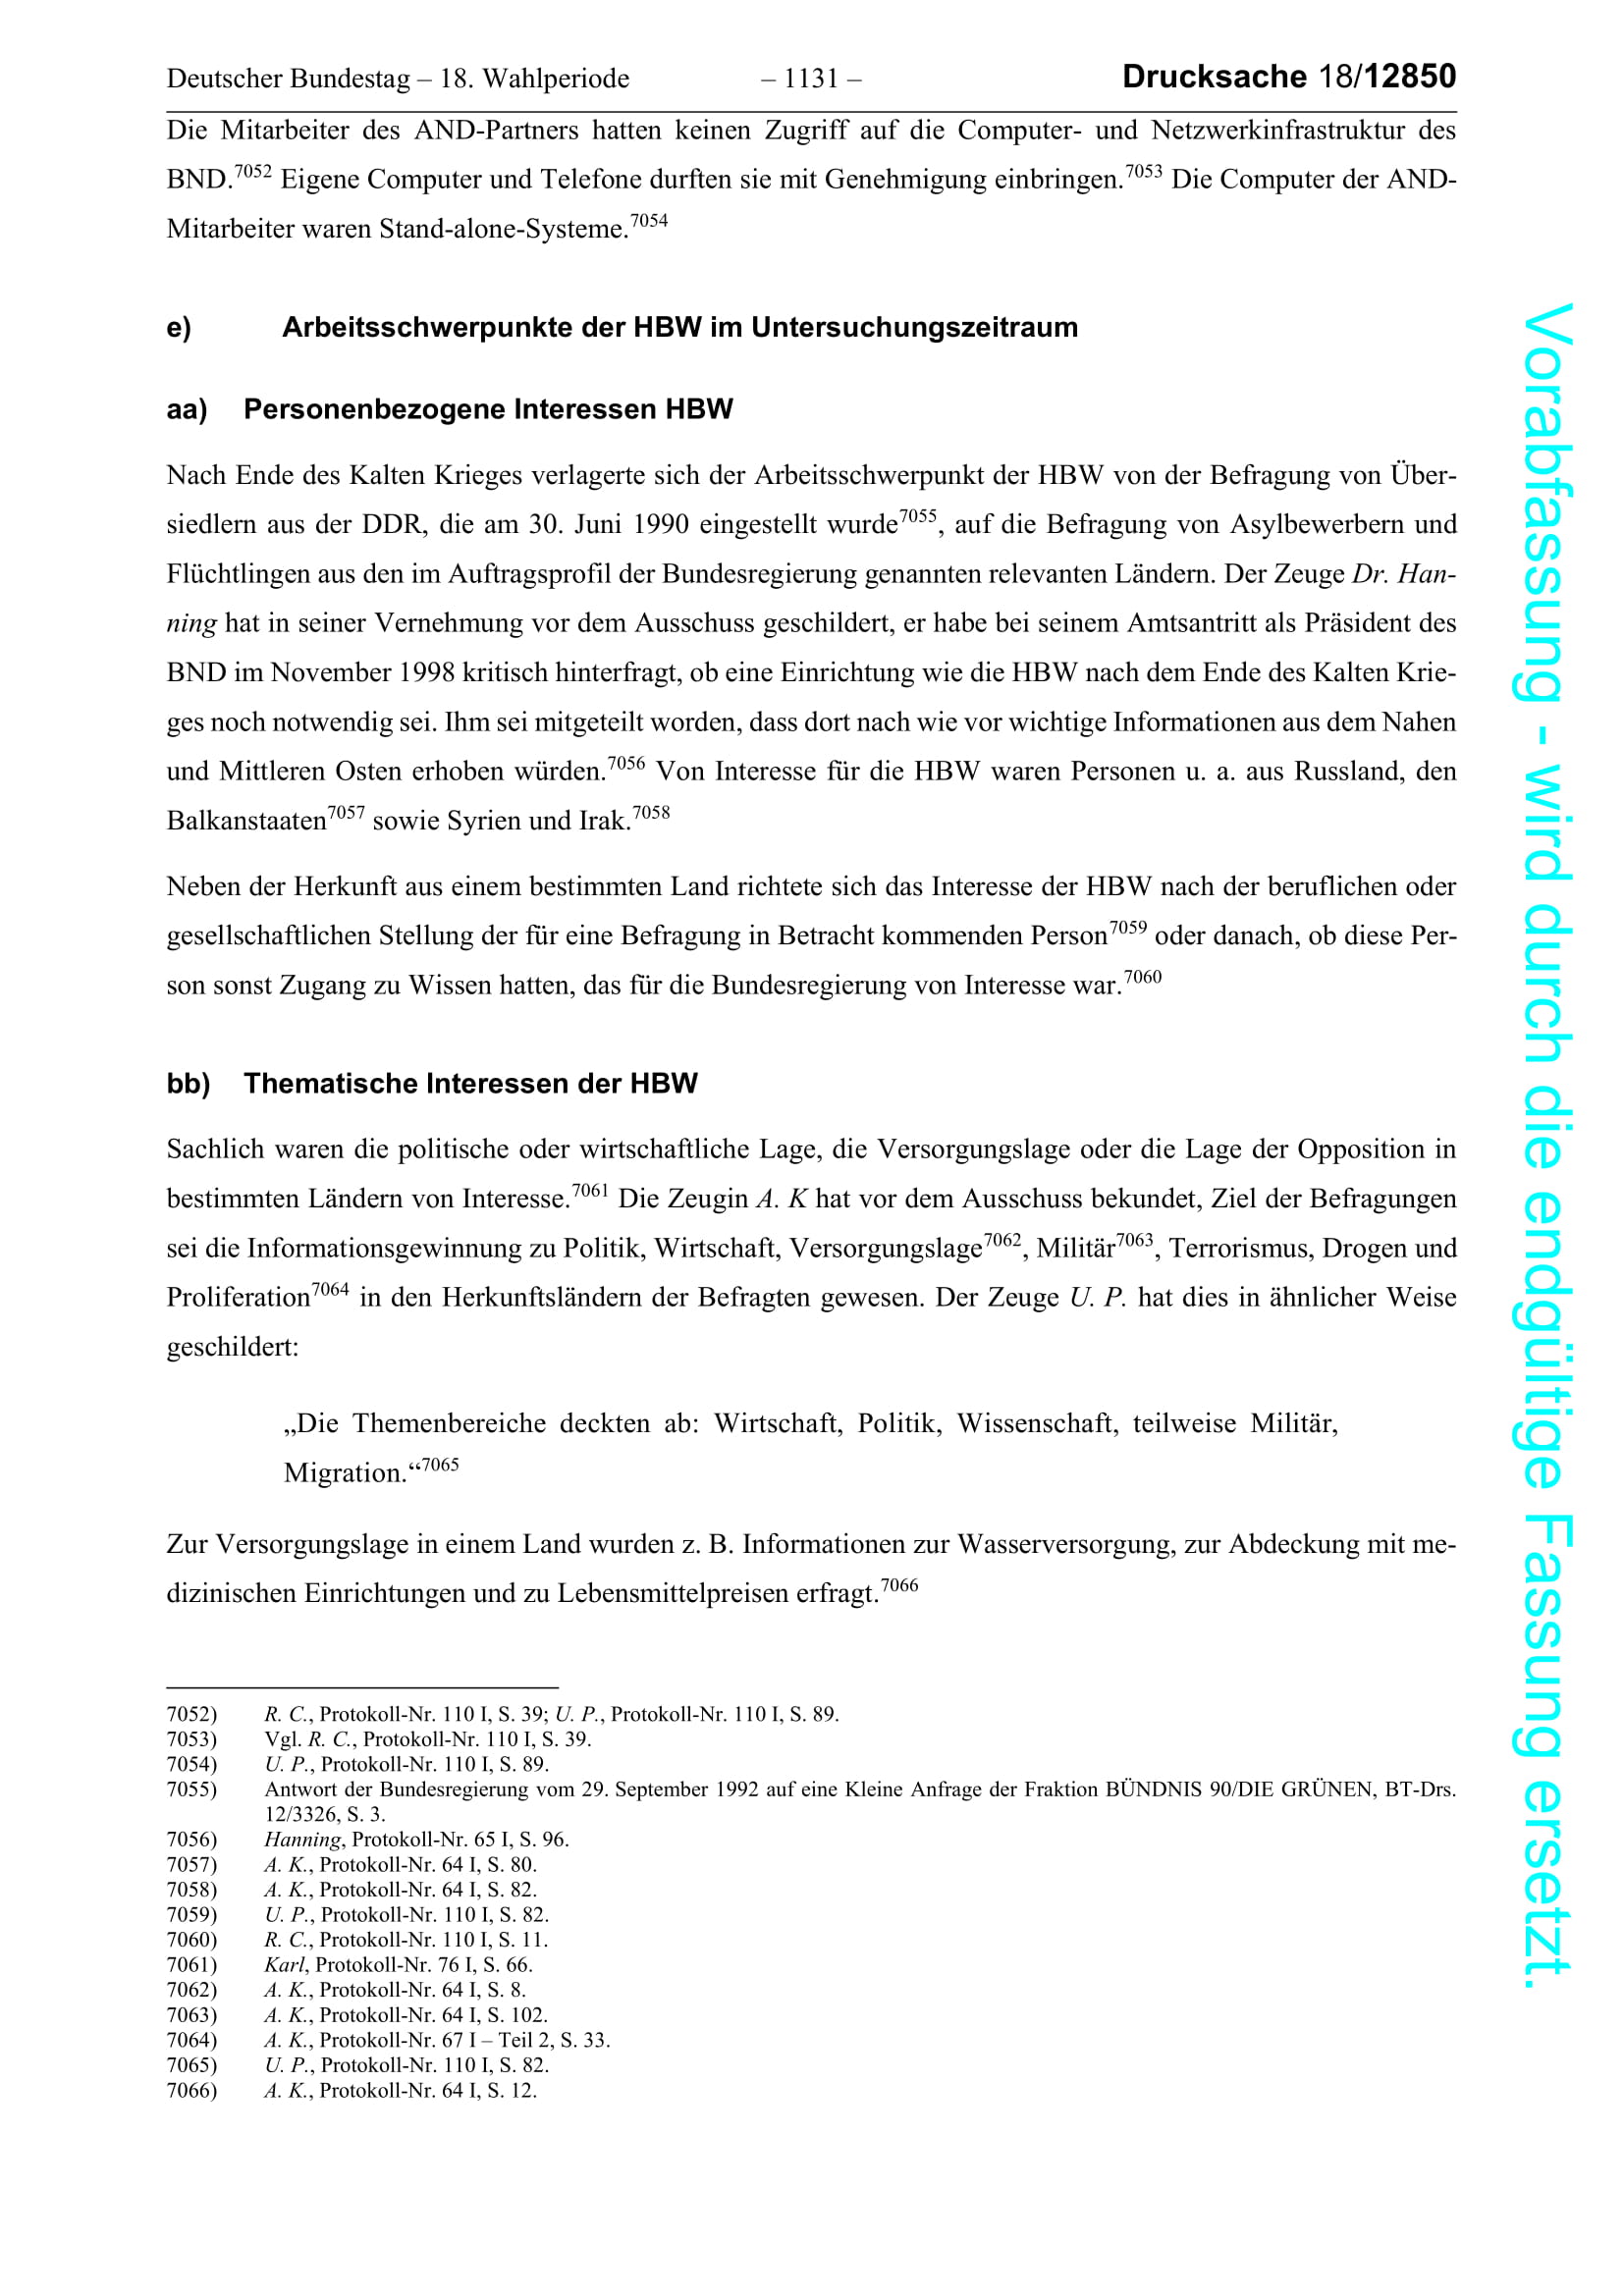 Deutscher Bundestag – 18. Wahlperiode – 1131 – Drucksache 18/12850
Die Mitarbeiter des AND-Partners hatten keinen Zugriff auf die Computer- und Netzwerkinfrastruktur des
BND.7052 Eigene Computer und Telefone durften sie mit Genehmigung einbringen.7053 Die Computer der AND-
Mitarbeiter waren Stand-alone-Systeme.7054
e) Arbeitsschwerpunkte der HBW im Untersuchungszeitraum
aa) Personenbezogene Interessen HBW
Nach Ende des Kalten Krieges verlagerte sich der Arbeitsschwerpunkt der HBW von der Befragung von Über-
siedlern aus der DDR, die am 30. Juni 1990 eingestellt wurde7055, auf die Befragung von Asylbewerbern und
Flüchtlingen aus den im Auftragsprofil der Bundesregierung genannten relevanten Ländern. Der Zeuge Dr. Han-
ning hat in seiner Vernehmung vor dem Ausschuss geschildert, er habe bei seinem Amtsantritt als Präsident des
BND im November 1998 kritisch hinterfragt, ob eine Einrichtung wie die HBW nach dem Ende des Kalten Krie-
ges noch notwendig sei. Ihm sei mitgeteilt worden, dass dort nach wie vor wichtige Informationen aus dem Nahen
und Mittleren Osten erhoben würden.7056 Von Interesse für die HBW waren Personen u. a. aus Russland, den
Balkanstaaten7057 sowie Syrien und Irak.7058
Neben der Herkunft aus einem bestimmten Land richtete sich das Interesse der HBW nach der beruflichen oder
gesellschaftlichen Stellung der für eine Befragung in Betracht kommenden Person7059 oder danach, ob diese Per-
son sonst Zugang zu Wissen hatten, das für die Bundesregierung von Interesse war.7060
bb) Thematische Interessen der HBW
Sachlich waren die politische oder wirtschaftliche Lage, die Versorgungslage oder die Lage der Opposition in
bestimmten Ländern von Interesse.7061 Die Zeugin A. K hat vor dem Ausschuss bekundet, Ziel der Befragungen
sei die Informationsgewinnung zu Politik, Wirtschaft, Versorgungslage7062, Militär7063, Terrorismus, Drogen und
Proliferation7064 in den Herkunftsländern der Befragten gewesen. Der Zeuge U. P. hat dies in ähnlicher Weise
geschildert:
„Die Themenbereiche deckten ab: Wirtschaft, Politik, Wissenschaft, teilweise Militär,
Migration.“7065
Zur Versorgungslage in einem Land wurden z. B. Informationen zur Wasserversorgung, zur Abdeckung mit me-
dizinischen Einrichtungen und zu Lebensmittelpreisen erfragt.7066
7052) R. C., Protokoll-Nr. 110 I, S. 39; U. P., Protokoll-Nr. 110 I, S. 89.
7053) Vgl. R. C., Protokoll-Nr. 110 I, S. 39.
7054) U. P., Protokoll-Nr. 110 I, S. 89.
7055) Antwort der Bundesregierung vom 29. September 1992 auf eine Kleine Anfrage der Fraktion BÜNDNIS 90/DIE GRÜNEN, BT-Drs.
12/3326, S. 3.
7056) Hanning, Protokoll-Nr. 65 I, S. 96.
7057) A. K., Protokoll-Nr. 64 I, S. 80.
7058) A. K., Protokoll-Nr. 64 I, S. 82.
7059) U. P., Protokoll-Nr. 110 I, S. 82.
7060) R. C., Protokoll-Nr. 110 I, S. 11.
7061) Karl, Protokoll-Nr. 76 I, S. 66.
7062) A. K., Protokoll-Nr. 64 I, S. 8.
7063) A. K., Protokoll-Nr. 64 I, S. 102.
7064) A. K., Protokoll-Nr. 67 I – Teil 2, S. 33.
7065) U. P., Protokoll-Nr. 110 I, S. 82.
7066) A. K., Protokoll-Nr. 64 I, S. 12.
Vorabfassung - wird durch die endgültige Fassung ersetzt.